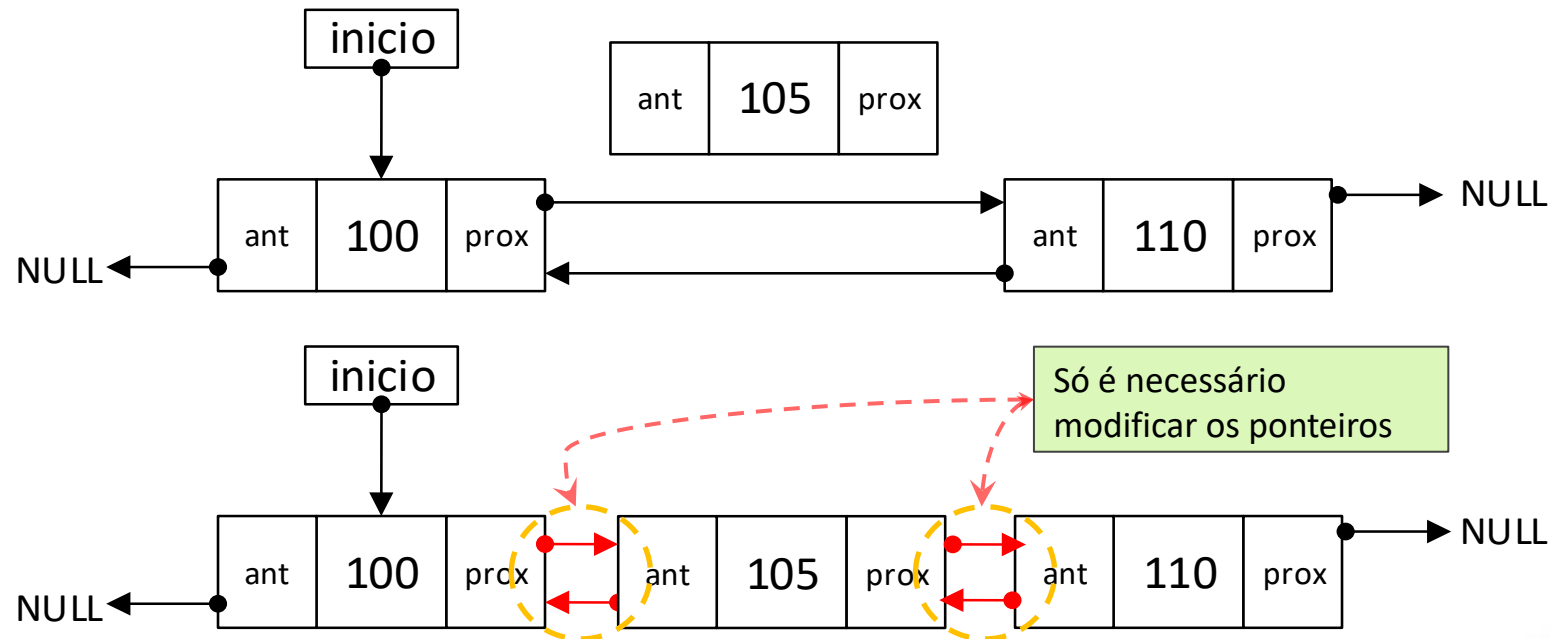 inicio
ant 105 prox
NULL
ant 100 prox
ant 110 prox
NULL
inicio
Só é necessário
modificar os ponteiros
NULL
ant 100 prox
ant 105 prox
ant 110 prox
NULL